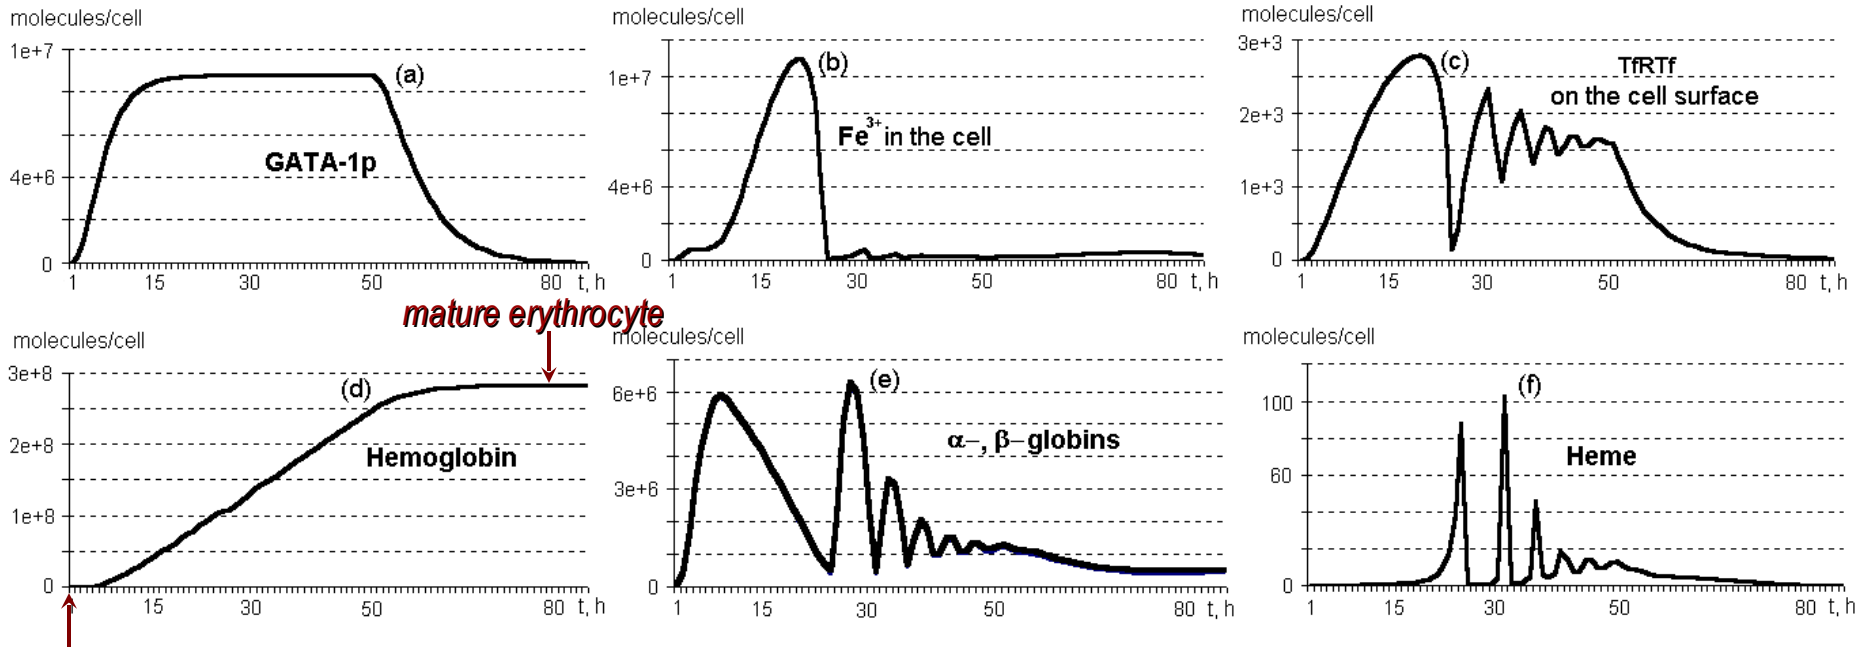 molecules/cell
1e+7
4e+6
0
(a)
GATA-1p
1 15 30 50 80 t, h
molecules/cell
1e+7
4e+6
0
(b)
Fe³⁺ in the cell
1 15 30 50 80 t, h
molecules/cell
3e+3
2e+3
1e+3
0
(c)
TfRTf
on the cell surface
1 15 30 50 80 t, h
mature erythrocyte
molecules/cell
3e+8
2e+8
1e+8
0
(d)
Hemoglobin
15 30 50 80 t, h
molecules/cell
6e+6
3e+6
0
(e)
α–, β–globins
1 15 30 50 80 t, h
molecules/cell
100
60
0
(f)
Heme
1 15 30 50 80 t, h